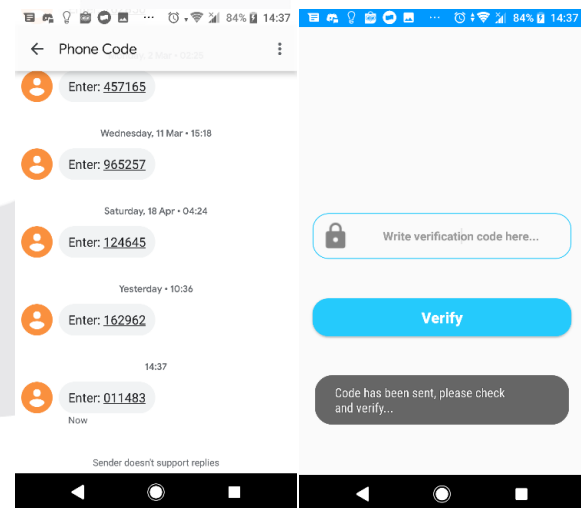 84% 14:37
Phone Code
Enter: 457165
Wednesday, 11 Mar • 15:18
Enter: 965257
Saturday, 18 Apr • 04:24
Enter: 124645
Yesterday • 10:36
Enter: 162962
14:37
Enter: 011483
Now
Sender doesn't support replies
84% 14:37
Write verification code here...
Verify
Code has been sent, please check
and verify...